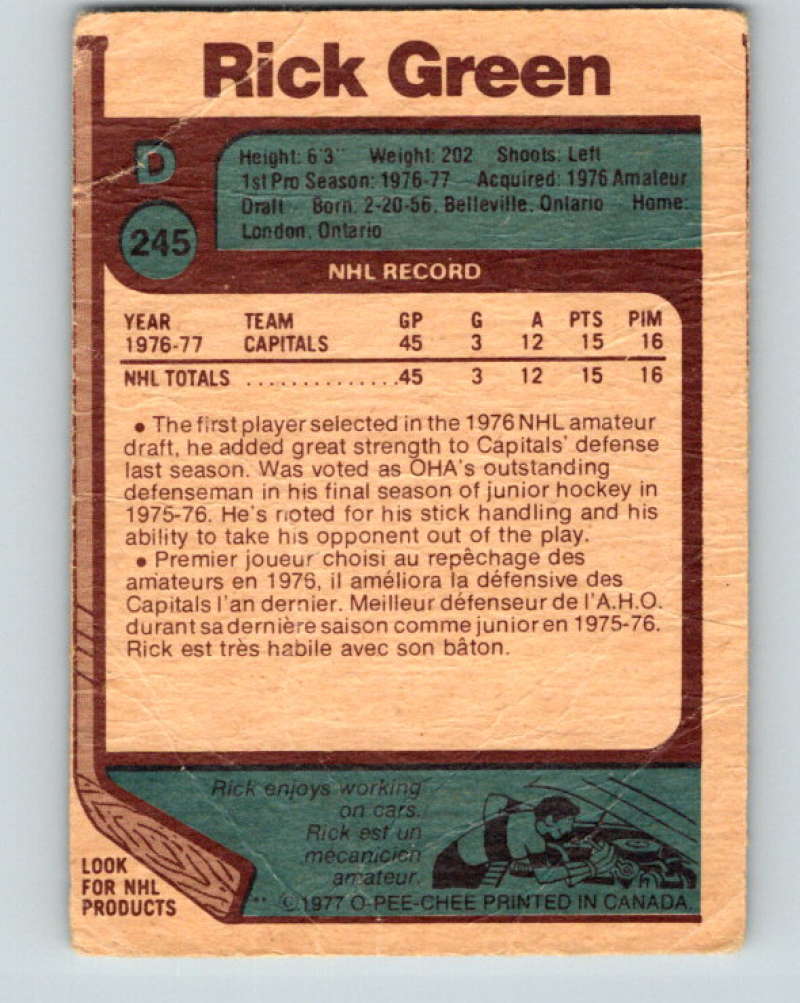 Rick Green
D
245
Height: 6'3" Weight: 202 Shoots: Left
1st Pro Season: 1976-77 Acquired: 1976 Amateur
Draft Born: 2-20-56, Belleville, Ontario Home:
London, Ontario
NHL RECORD
YEAR TEAM GP G A PTS PIM
1976-77 CAPITALS 45 3 12 15 16
NHL TOTALS ..............45 3 12 15 16
• The first player selected in the 1976 NHL amateur
draft, he added great strength to Capitals' defense
last season. Was voted as OHA's outstanding
defenseman in his final season of junior hockey in
1975-76. He's noted for his stick handling and his
ability to take his opponent out of the play.
• Premier joueur choisi au repêchage des
amateurs en 1976, il améliora la défensive des
Capitals l'an dernier. Meilleur défenseur de l'A.H.O.
durant sa dernière saison comme junior en 1975-76.
Rick est très habile avec son bâton.
Rick enjoys working
on cars.
Rick est un
mécanicien
amateur.
LOOK
FOR NHL
PRODUCTS
** ©1977 O-PEE-CHEE PRINTED IN CANADA.